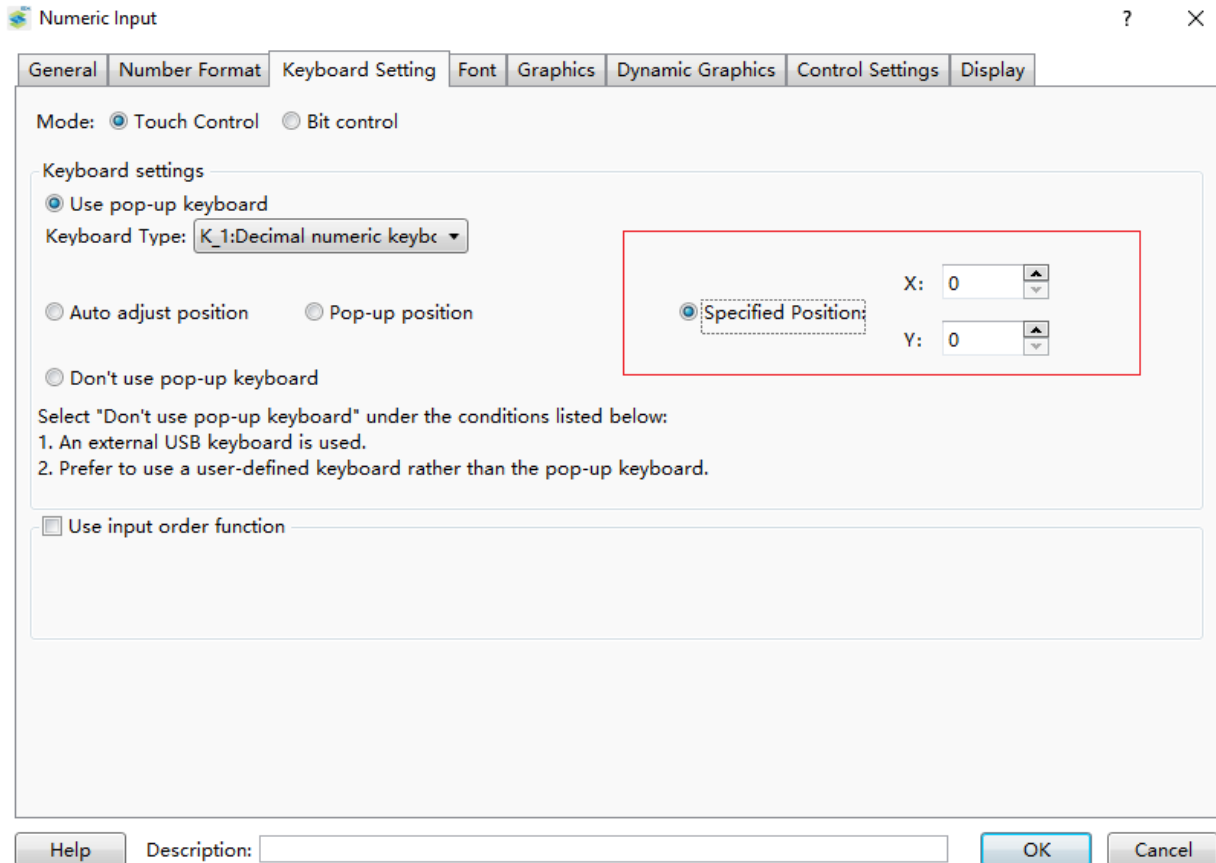 Numeric Input
?
General Number Format Keyboard Setting Font Graphics Dynamic Graphics Control Settings Display
Mode: Touch Control Bit control
Keyboard settings
Use pop-up keyboard
Keyboard Type: K_1:Decimal numeric keybc
X: 0
Auto adjust position Pop-up position Specified Position:
Y: 0
Don't use pop-up keyboard
Select "Don't use pop-up keyboard" under the conditions listed below:
1. An external USB keyboard is used.
2. Prefer to use a user-defined keyboard rather than the pop-up keyboard.
Use input order function
Help Description: OK Cancel